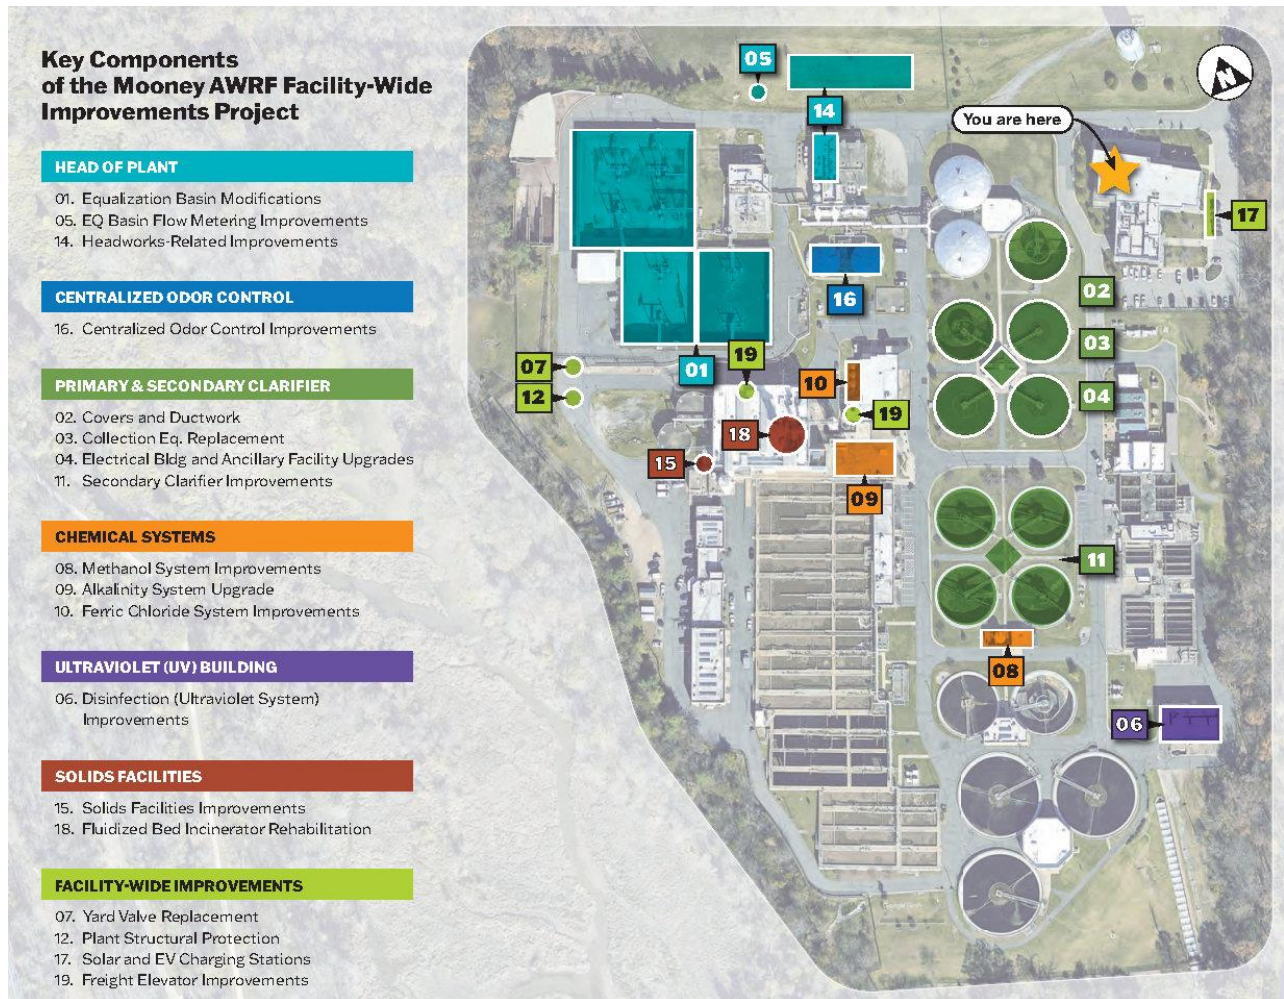 Key Components
of the Mooney AWRF Facility-Wide
Improvements Project
HEAD OF PLANT
01. Equalization Basin Modifications
05. EQ Basin Flow Metering Improvements
14. Headworks-Related Improvements
CENTRALIZED ODOR CONTROL
16. Centralized Odor Control Improvements
PRIMARY & SECONDARY CLARIFIER
02. Covers and Ductwork
03. Collection Eq. Replacement
04. Electrical Bldg and Ancillary Facility Upgrades
11. Secondary Clarifier Improvements
CHEMICAL SYSTEMS
08. Methanol System Improvements
09. Alkalinity System Upgrade
10. Ferric Chloride System Improvements
ULTRAVIOLET (UV) BUILDING
06. Disinfection (Ultraviolet System)
Improvements
SOLIDS FACILITIES
15. Solids Facilities Improvements
18. Fluidized Bed Incinerator Rehabilitation
FACILITY-WIDE IMPROVEMENTS
07. Yard Valve Replacement
12. Plant Structural Protection
17. Solar and EV Charging Stations
19. Freight Elevator Improvements
05
14
N
You are here
17
16
02
03
04
01
19
07
12
10
19
18
15
09
11
08
06